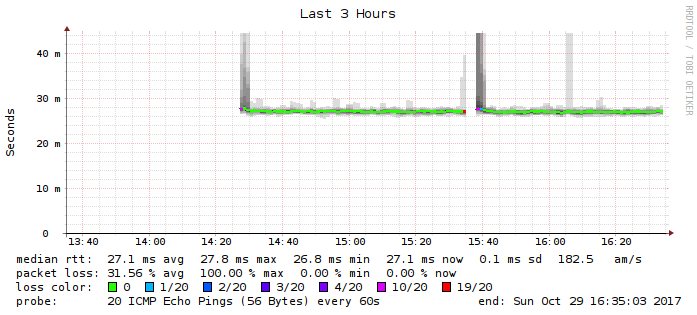 Last 3 Hours
RRDTOOL / TOBI OETIKER
Seconds
40 m
30 m
20 m
10 m
0
13:40 14:00 14:20 14:40 15:00 15:20 15:40 16:00 16:20
median rtt: 27.1 ms avg 27.8 ms max 26.8 ms min 27.1 ms now 0.1 ms sd 182.5 am/s
packet loss: 31.56 % avg 100.00 % max 0.00 % min 0.00 % now
loss color: 0 1/20 2/20 3/20 4/20 10/20 19/20
probe: 20 ICMP Echo Pings (56 Bytes) every 60s end: Sun Oct 29 16:35:03 2017